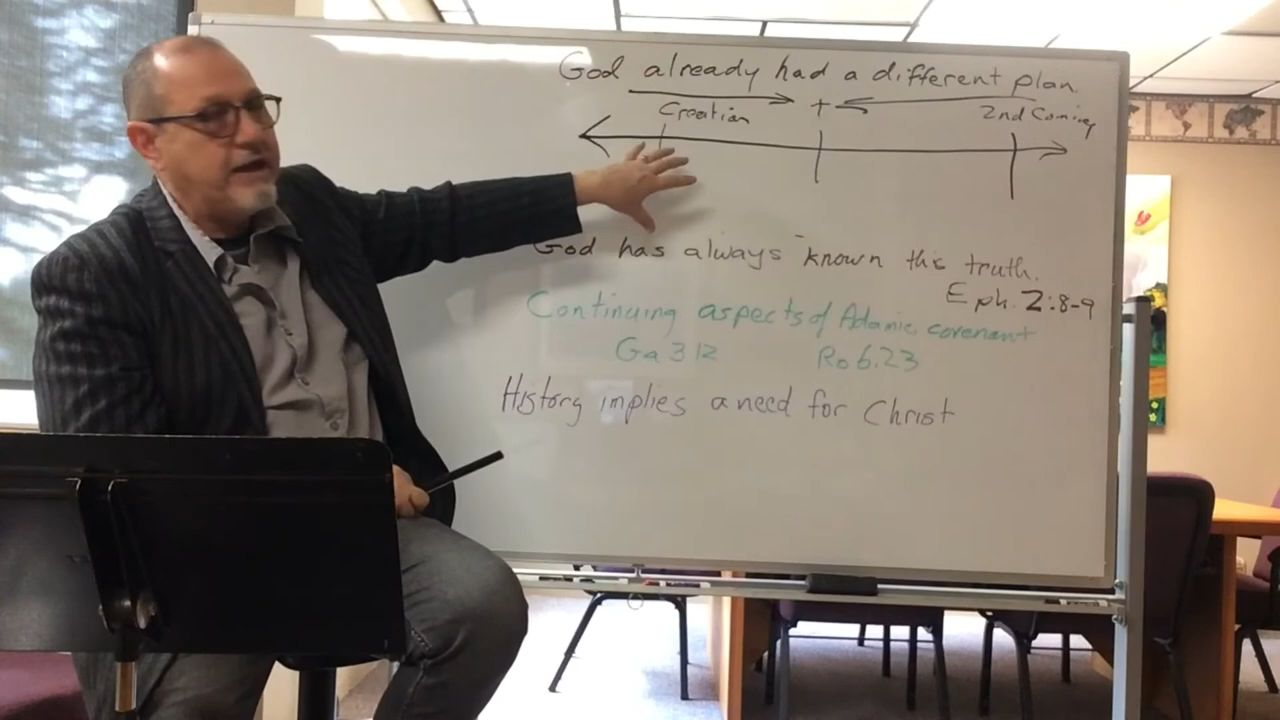 God already had a different plan.
Creation + 2nd Coming
God has always known this truth.
Eph. 2:8-9
Continuing aspects of Adamic covenant
Ga 3 12 Ro 6.23
History implies a need for Christ